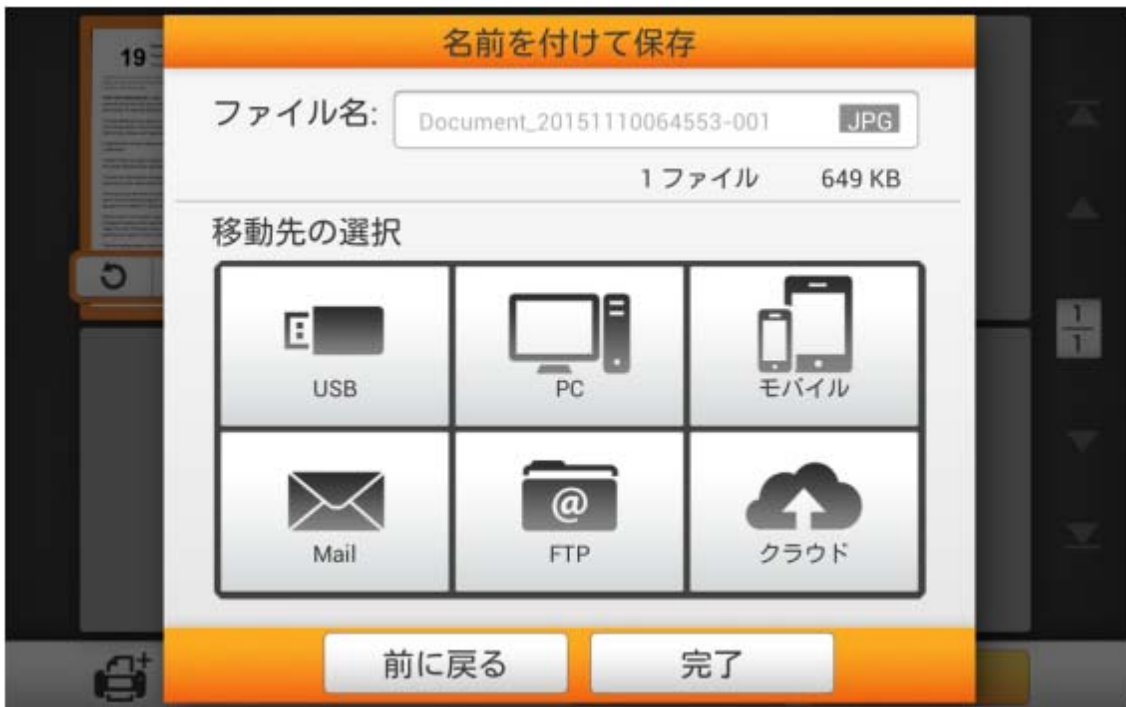 名前を付けて保存
19
ファイル名: Document_20151110064553-001 JPG
1 ファイル 649 KB
移動先の選択
USB PC モバイル
Mail FTP クラウド
1
1
前に戻る 完了